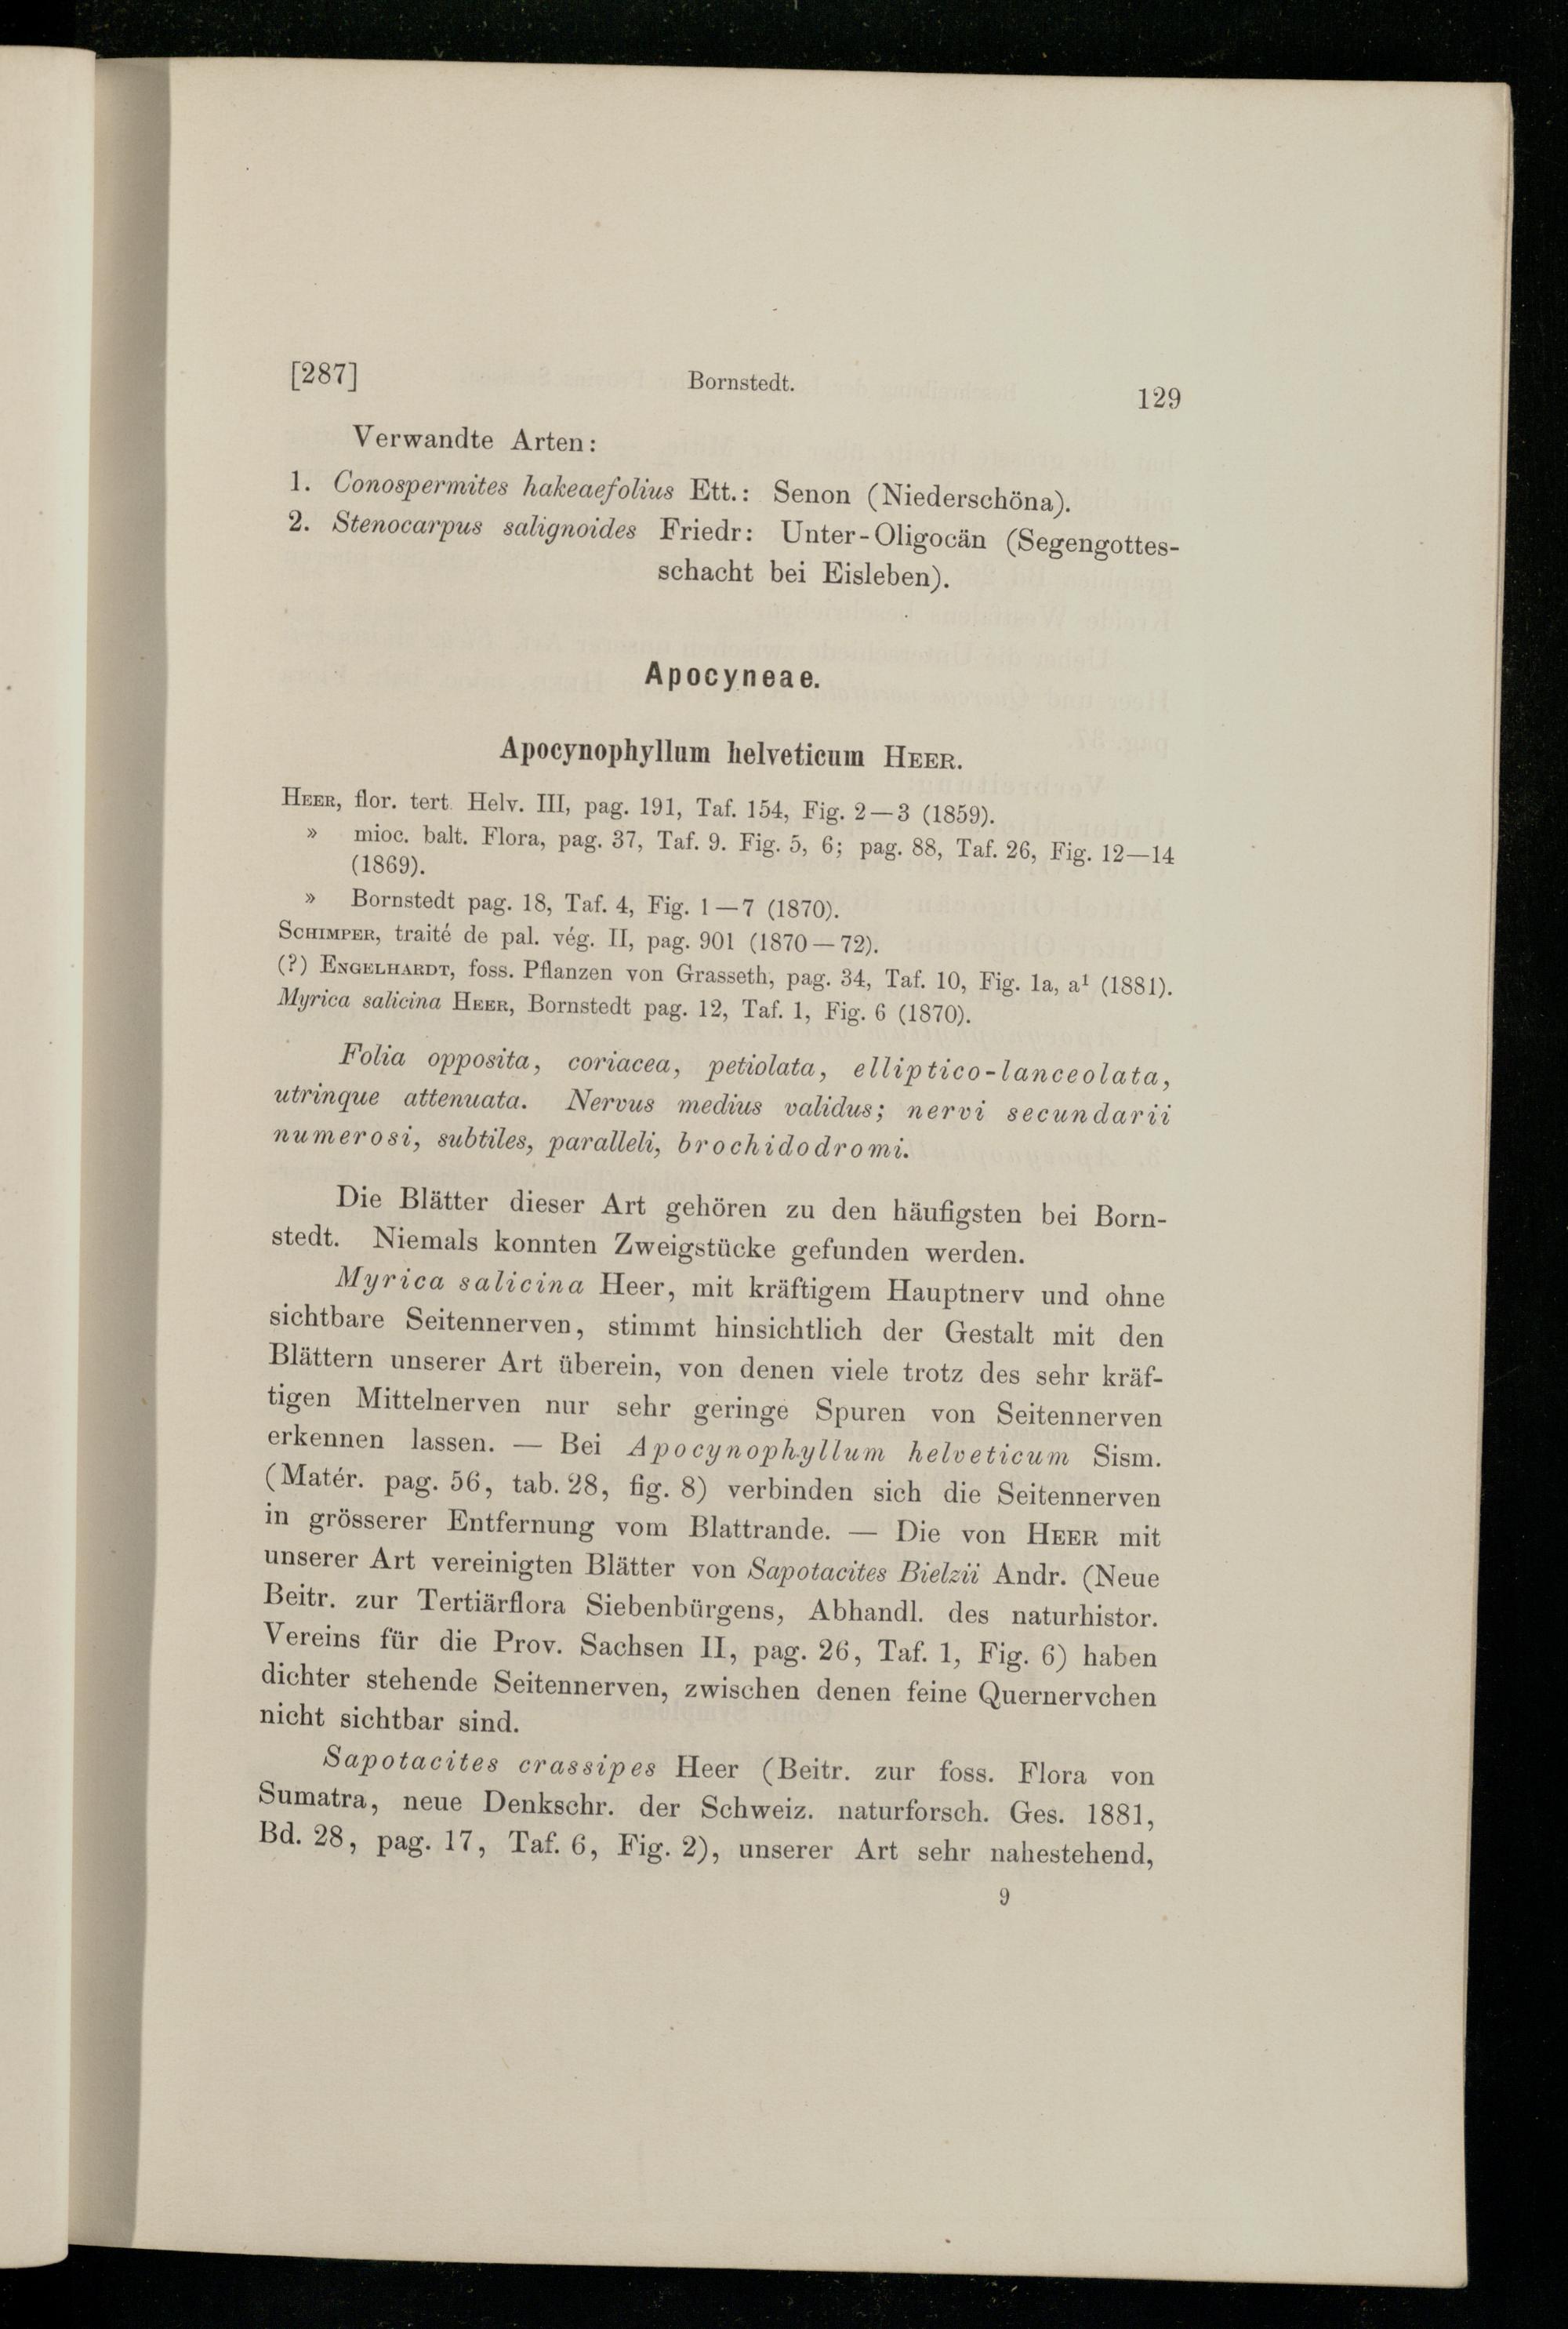 [287] Bornstedt. 129
Verwandte Arten:
1. Conospermites hakeaefolius Ett.: Senon (Niederschöna).
2. Stenocarpus salignoides Friedr: Unter-Oligocän (Segengottes-
schacht bei Eisleben).
Apocyneae.
Apocynophyllum helveticum HEER.
HEER, flor. tert. Helv. III, pag. 191, Taf. 154, Fig. 2—3 (1859).
» mioc. balt. Flora, pag. 37, Taf. 9. Fig. 5, 6; pag. 88, Taf. 26, Fig. 12—14
(1869).
» Bornstedt pag. 18, Taf. 4, Fig. 1—7 (1870).
SCHIMPER, traité de pal. vég. II, pag. 901 (1870—72).
(?) ENGELHARDT, foss. Pflanzen von Grasseth, pag. 34, Taf. 10, Fig. 1a, a¹ (1881).
Myrica salicina HEER, Bornstedt pag. 12, Taf. 1, Fig. 6 (1870).
Folia opposita, coriacea, petiolata, elliptico-lanceolata,
utrinque attenuata. Nervus medius validus; nervi secundarii
numerosi, subtiles, paralleli, brochidodromi.
Die Blätter dieser Art gehören zu den häufigsten bei Born-
stedt. Niemals konnten Zweigstücke gefunden werden.
Myrica salicina Heer, mit kräftigem Hauptnerv und ohne
sichtbare Seitennerven, stimmt hinsichtlich der Gestalt mit den
Blättern unserer Art überein, von denen viele trotz des sehr kräf-
tigen Mittelnerven nur sehr geringe Spuren von Seitennerven
erkennen lassen. — Bei Apocynophyllum helveticum Sism.
(Matér. pag. 56, tab. 28, fig. 8) verbinden sich die Seitennerven
in grösserer Entfernung vom Blattrande. — Die von HEER mit
unserer Art vereinigten Blätter von Sapotacites Bielzii Andr. (Neue
Beitr. zur Tertiärflora Siebenbürgens, Abhandl. des naturhistor.
Vereins für die Prov. Sachsen II, pag. 26, Taf. 1, Fig. 6) haben
dichter stehende Seitennerven, zwischen denen feine Quernervchen
nicht sichtbar sind.
Sapotacites crassipes Heer (Beitr. zur foss. Flora von
Sumatra, neue Denkschr. der Schweiz. naturforsch. Ges. 1881,
Bd. 28, pag. 17, Taf. 6, Fig. 2), unserer Art sehr nahestehend,
9